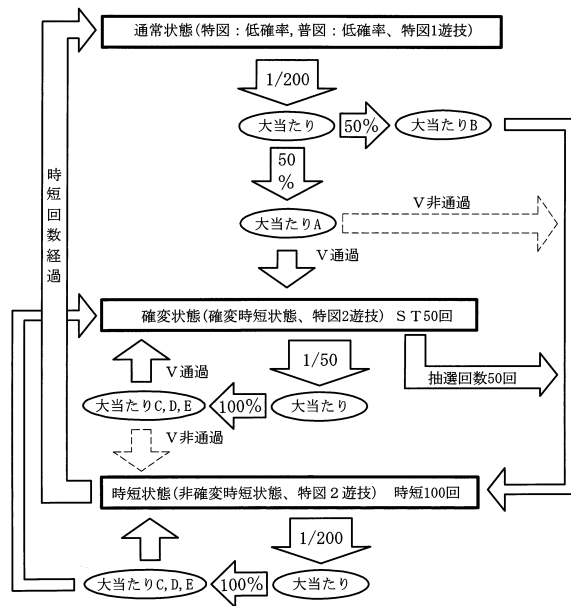 通常状態(特図：低確率,普図：低確率、特図1遊技)
1/200
大当たり
50%
大当たりB
50
%
時短回数経過
大当たりA
V非通過
V通過
確変状態(確変時短状態、特図2遊技) ST50回
V通過
1/50
抽選回数50回
大当たりC,D,E
100%
大当たり
V非通過
時短状態(非確変時短状態、特図２遊技) 時短100回
1/200
大当たりC,D,E
100%
大当たり